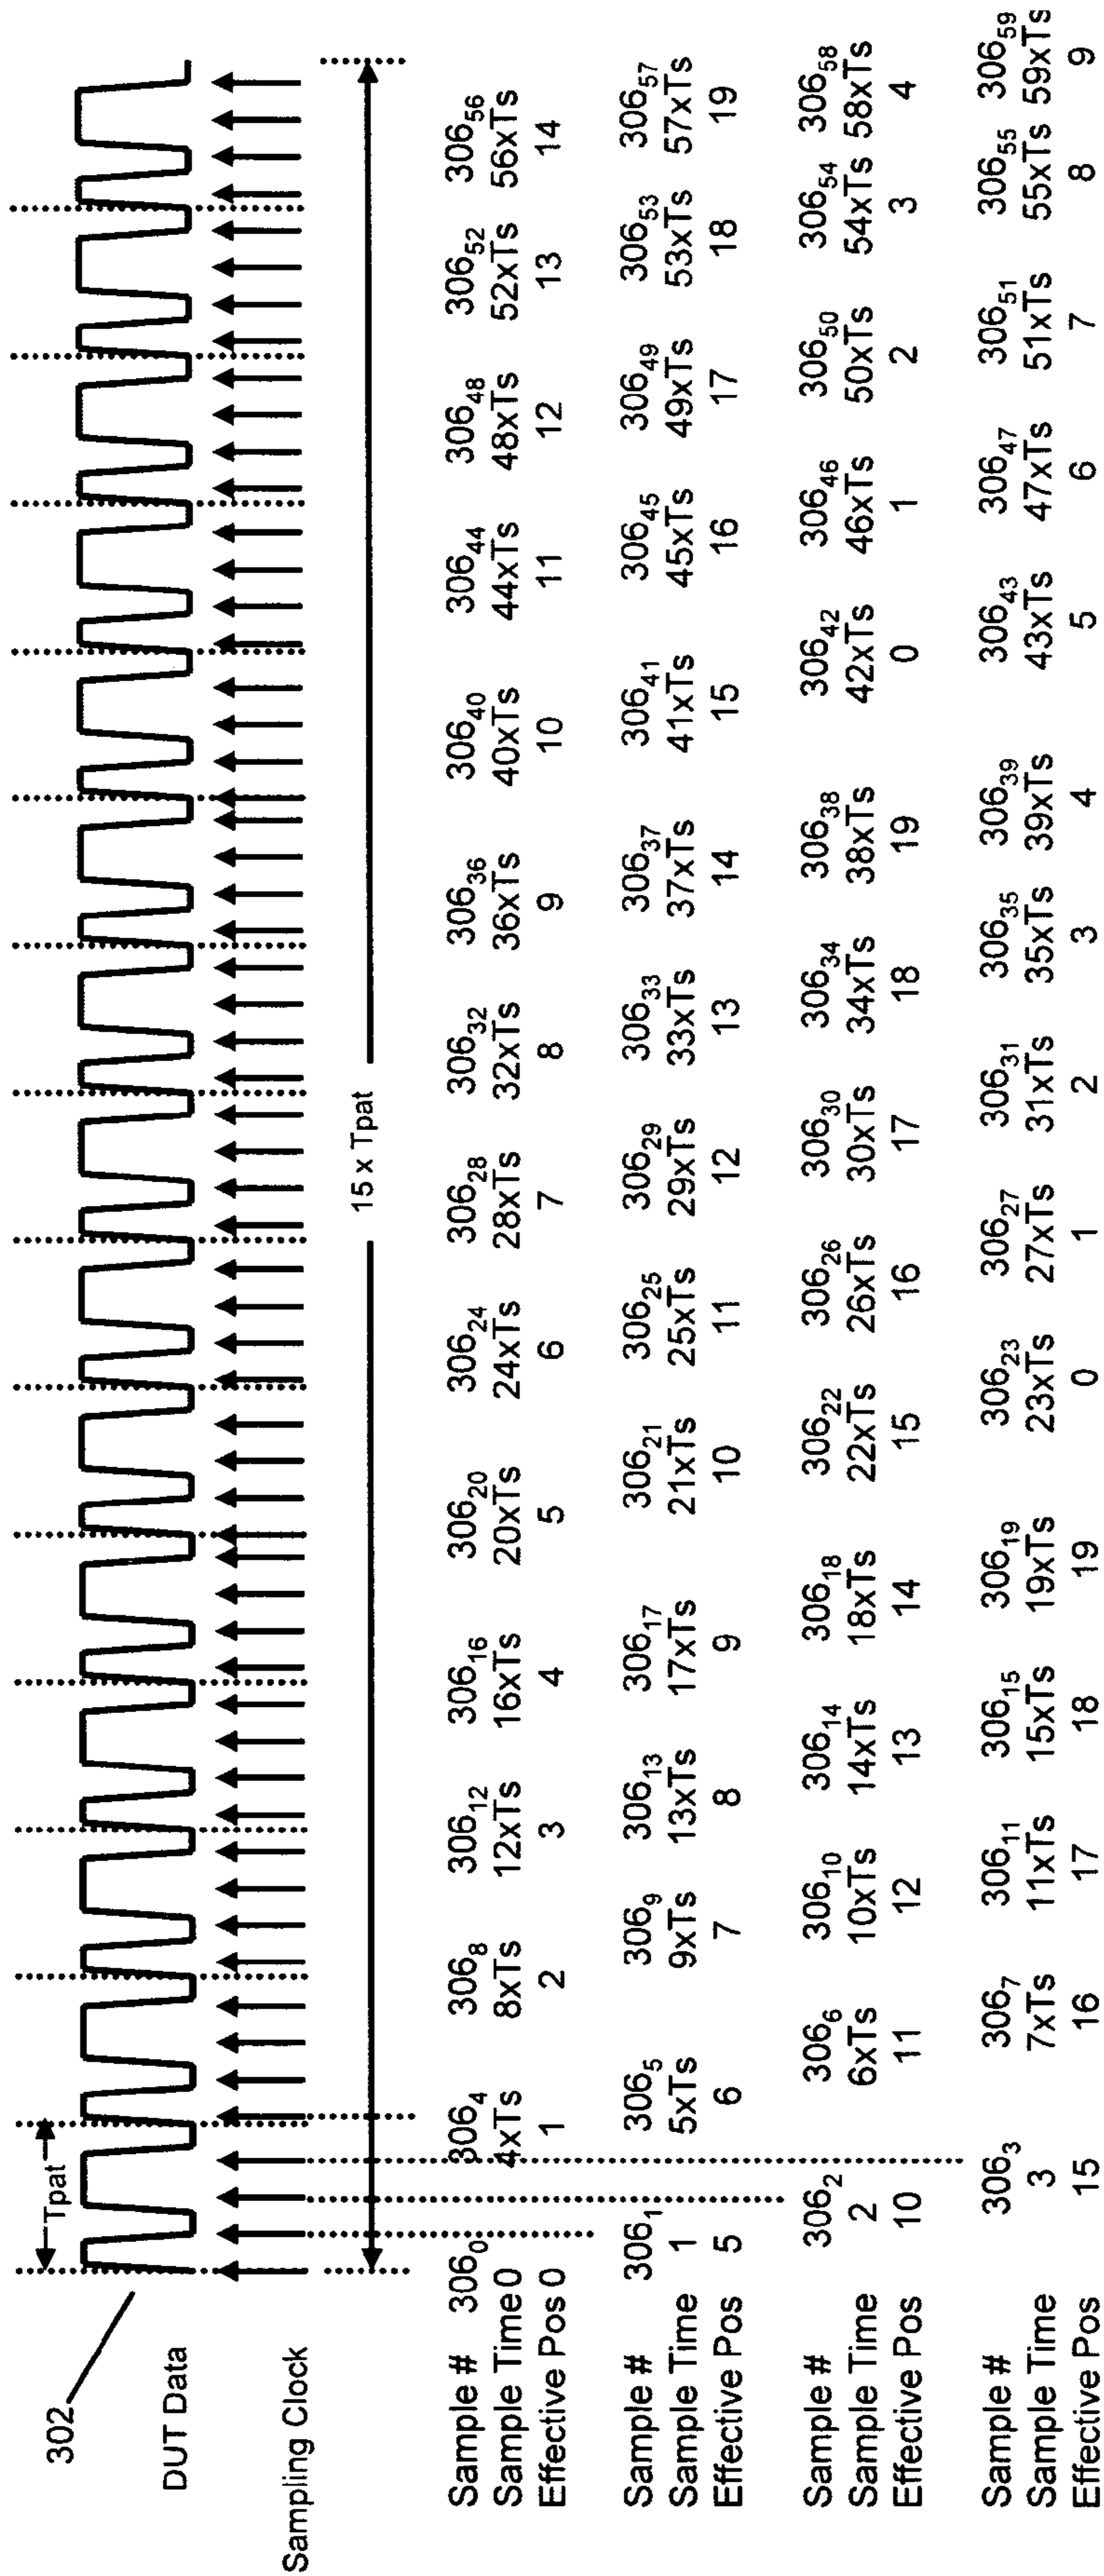 302
Tpat
DUT Data
Sampling Clock
15 x Tpat
Sample # 306₀ 306₄ 306₈ 306₁₂ 306₁₆ 306₂₀ 306₂₄ 306₂₈ 306₃₂ 306₃₆ 306₄₀ 306₄₄ 306₄₈ 306₅₂ 306₅₆
Sample Time 0 4xTs 8xTs 12xTs 16xTs 20xTs 24xTs 28xTs 32xTs 36xTs 40xTs 44xTs 48xTs 52xTs 56xTs
Effective Pos 0 1 2 3 4 5 6 7 8 9 10 11 12 13 14
Sample # 306₁ 306₅ 306₉ 306₁₃ 306₁₇ 306₂₁ 306₂₅ 306₂₉ 306₃₃ 306₃₇ 306₄₁ 306₄₅ 306₄₉ 306₅₃ 306₅₇
Sample Time 1 5xTs 9xTs 13xTs 17xTs 21xTs 25xTs 29xTs 33xTs 37xTs 41xTs 45xTs 49xTs 53xTs 57xTs
Effective Pos 5 6 7 8 9 10 11 12 13 14 15 16 17 18 19
Sample # 306₂ 306₆ 306₁₀ 306₁₄ 306₁₈ 306₂₂ 306₂₆ 306₃₀ 306₃₄ 306₃₈ 306₄₂ 306₄₆ 306₅₀ 306₅₄ 306₅₈
Sample Time 2 6xTs 10xTs 14xTs 18xTs 22xTs 26xTs 30xTs 34xTs 38xTs 42xTs 46xTs 50xTs 54xTs 58xTs
Effective Pos 10 11 12 13 14 15 16 17 18 19 0 1 2 3 4
Sample # 306₃ 306₇ 306₁₁ 306₁₅ 306₁₉ 306₂₃ 306₂₇ 306₃₁ 306₃₅ 306₃₉ 306₄₃ 306₄₇ 306₅₁ 306₅₅ 306₅₉
Sample Time 3 7xTs 11xTs 15xTs 19xTs 23xTs 27xTs 31xTs 35xTs 39xTs 43xTs 47xTs 51xTs 55xTs 59xTs
Effective Pos 15 16 17 18 19 0 1 2 3 4 5 6 7 8 9